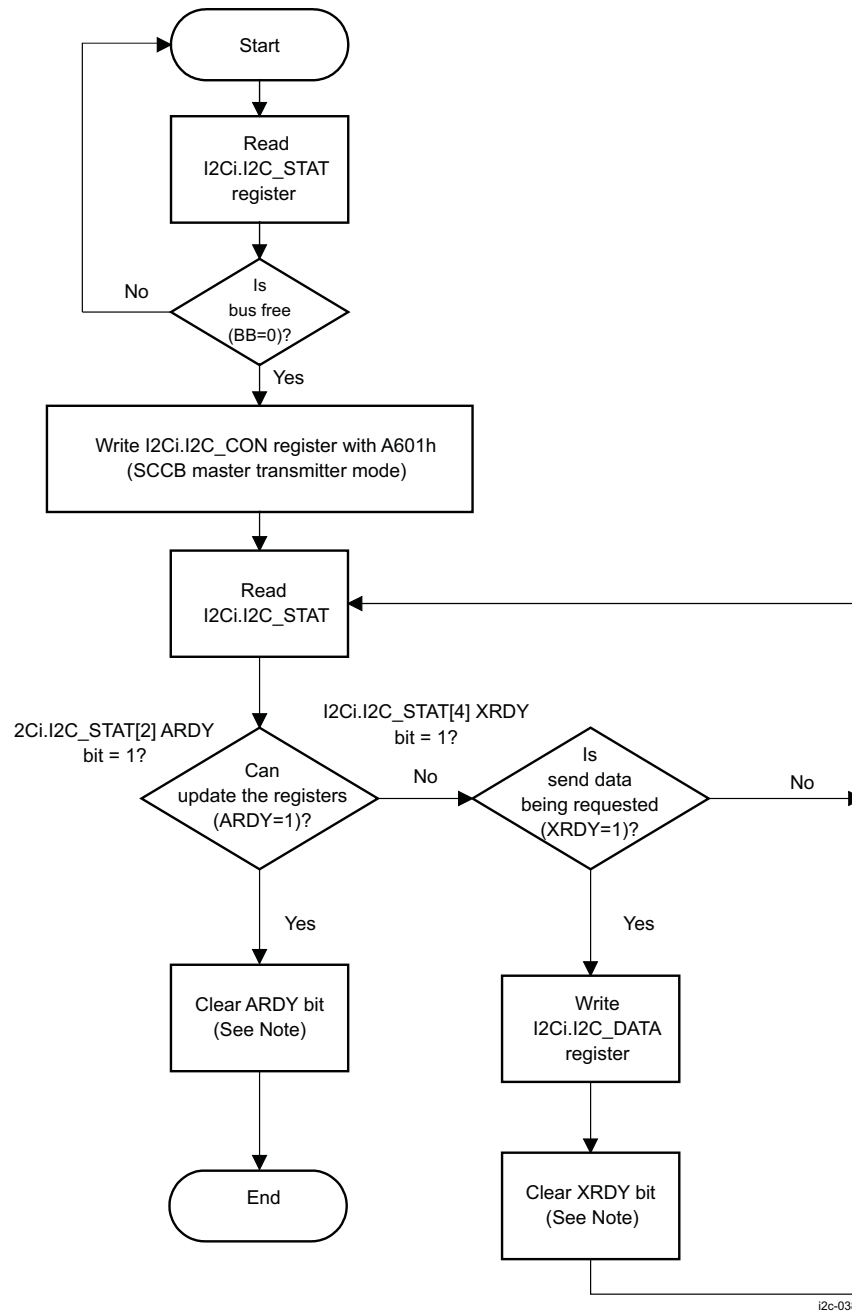 Start
Read
I2Ci.I2C_STAT
register
Is
bus free
(BB=0)?
No
Yes
Write I2Ci.I2C_CON register with A601h
(SCCB master transmitter mode)
Read
I2Ci.I2C_STAT
2Ci.I2C_STAT[2] ARDY
bit = 1?
I2Ci.I2C_STAT[4] XRDY
bit = 1?
Can
update the registers
(ARDY=1)?
No
Is
send data
being requested
(XRDY=1)?
No
Yes
Yes
Clear ARDY bit
(See Note)
Write
I2Ci.I2C_DATA
register
End
Clear XRDY bit
(See Note)